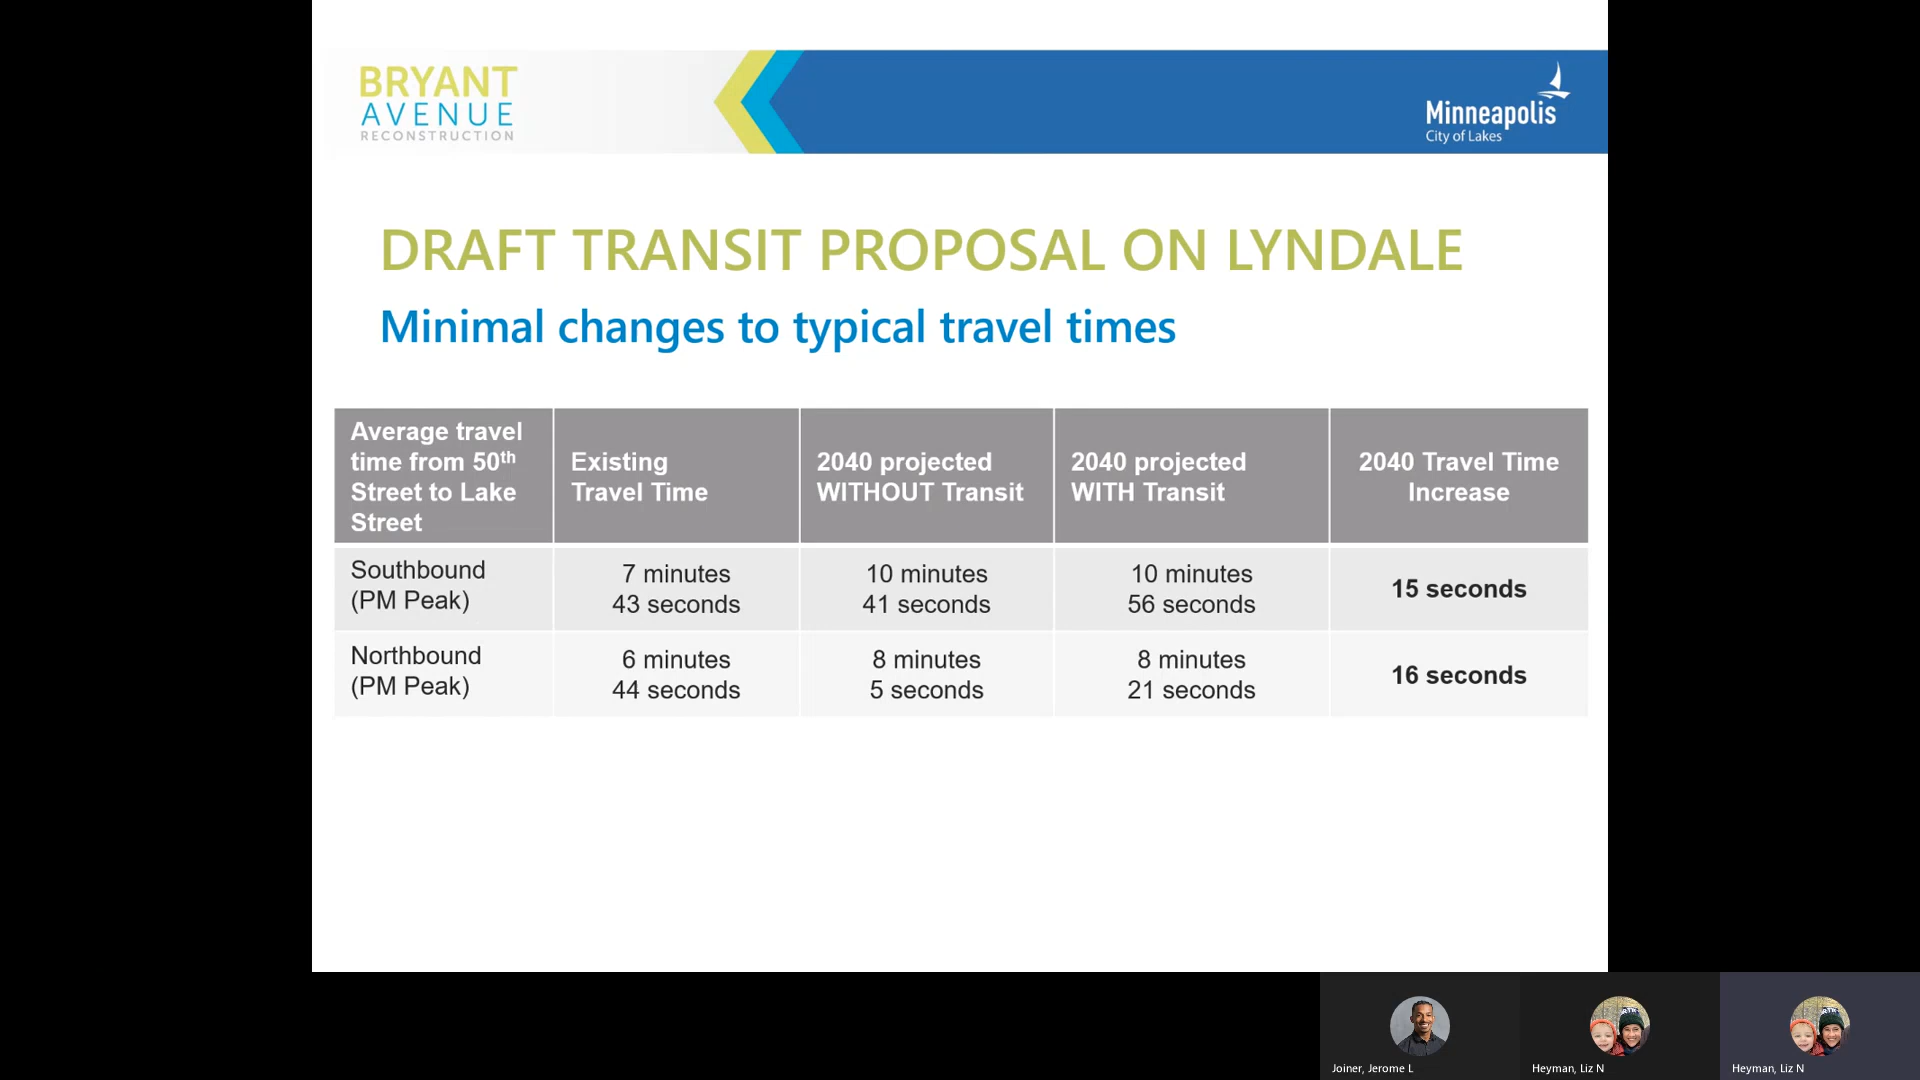 BRYANT
AVENUE
RECONSTRUCTION
Minneapolis
City of Lakes
DRAFT TRANSIT PROPOSAL ON LYNDALE
Minimal changes to typical travel times
Average travel
time from 50th
Street to Lake
Street
Existing
Travel Time
2040 projected
WITHOUT Transit
2040 projected
WITH Transit
2040 Travel Time
Increase
Southbound
(PM Peak)
7 minutes
43 seconds
10 minutes
41 seconds
10 minutes
56 seconds
15 seconds
Northbound
(PM Peak)
6 minutes
44 seconds
8 minutes
5 seconds
8 minutes
21 seconds
16 seconds
Joiner, Jerome L
Heyman, Liz N
Heyman, Liz N